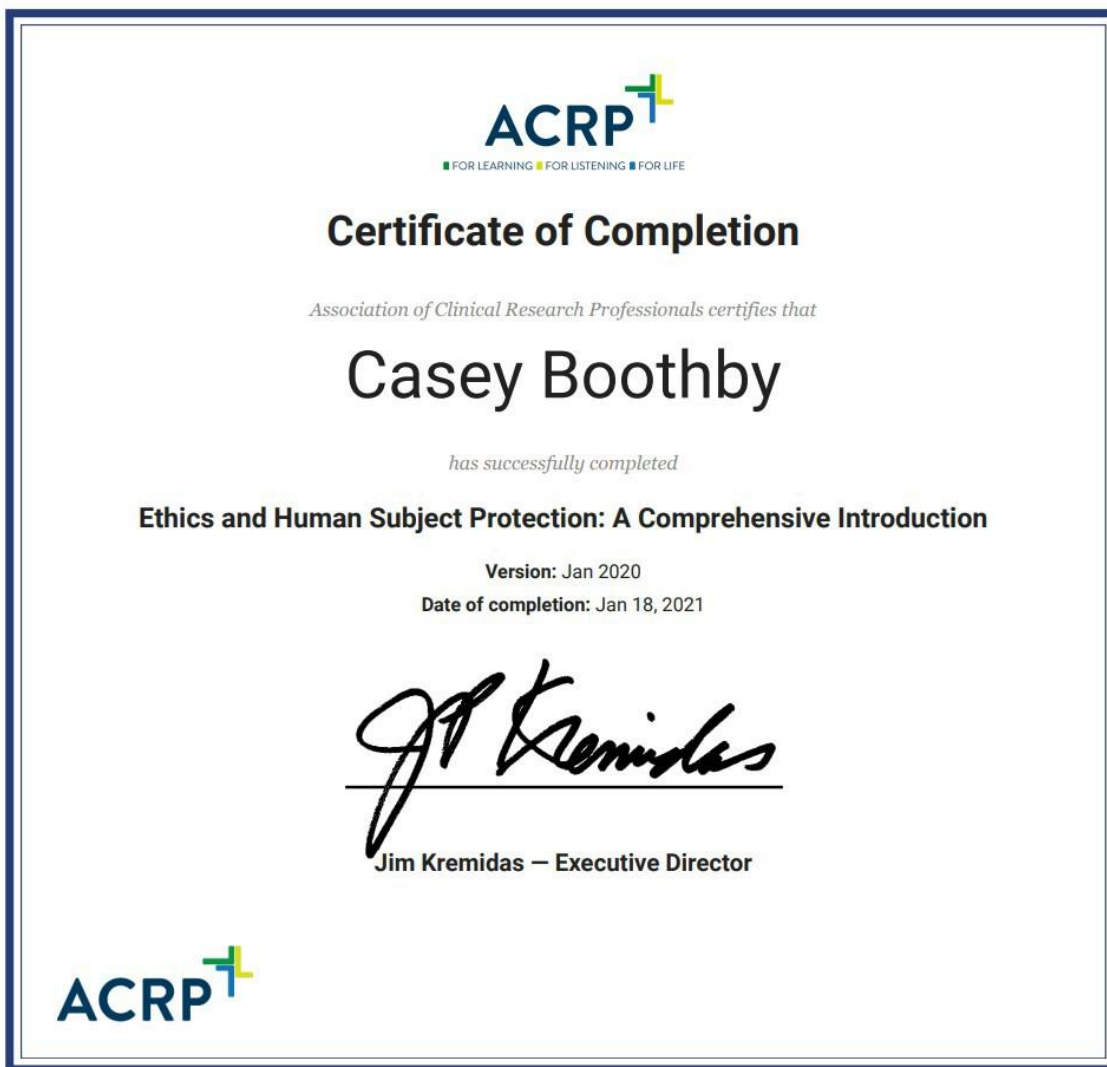 ACRP
FOR LEARNING FOR LISTENING FOR LIFE
Certificate of Completion
Association of Clinical Research Professionals certifies that
Casey Boothby
has successfully completed
Ethics and Human Subject Protection: A Comprehensive Introduction
Version: Jan 2020
Date of completion: Jan 18, 2021
JP Kremidas
Jim Kremidas — Executive Director
ACRP